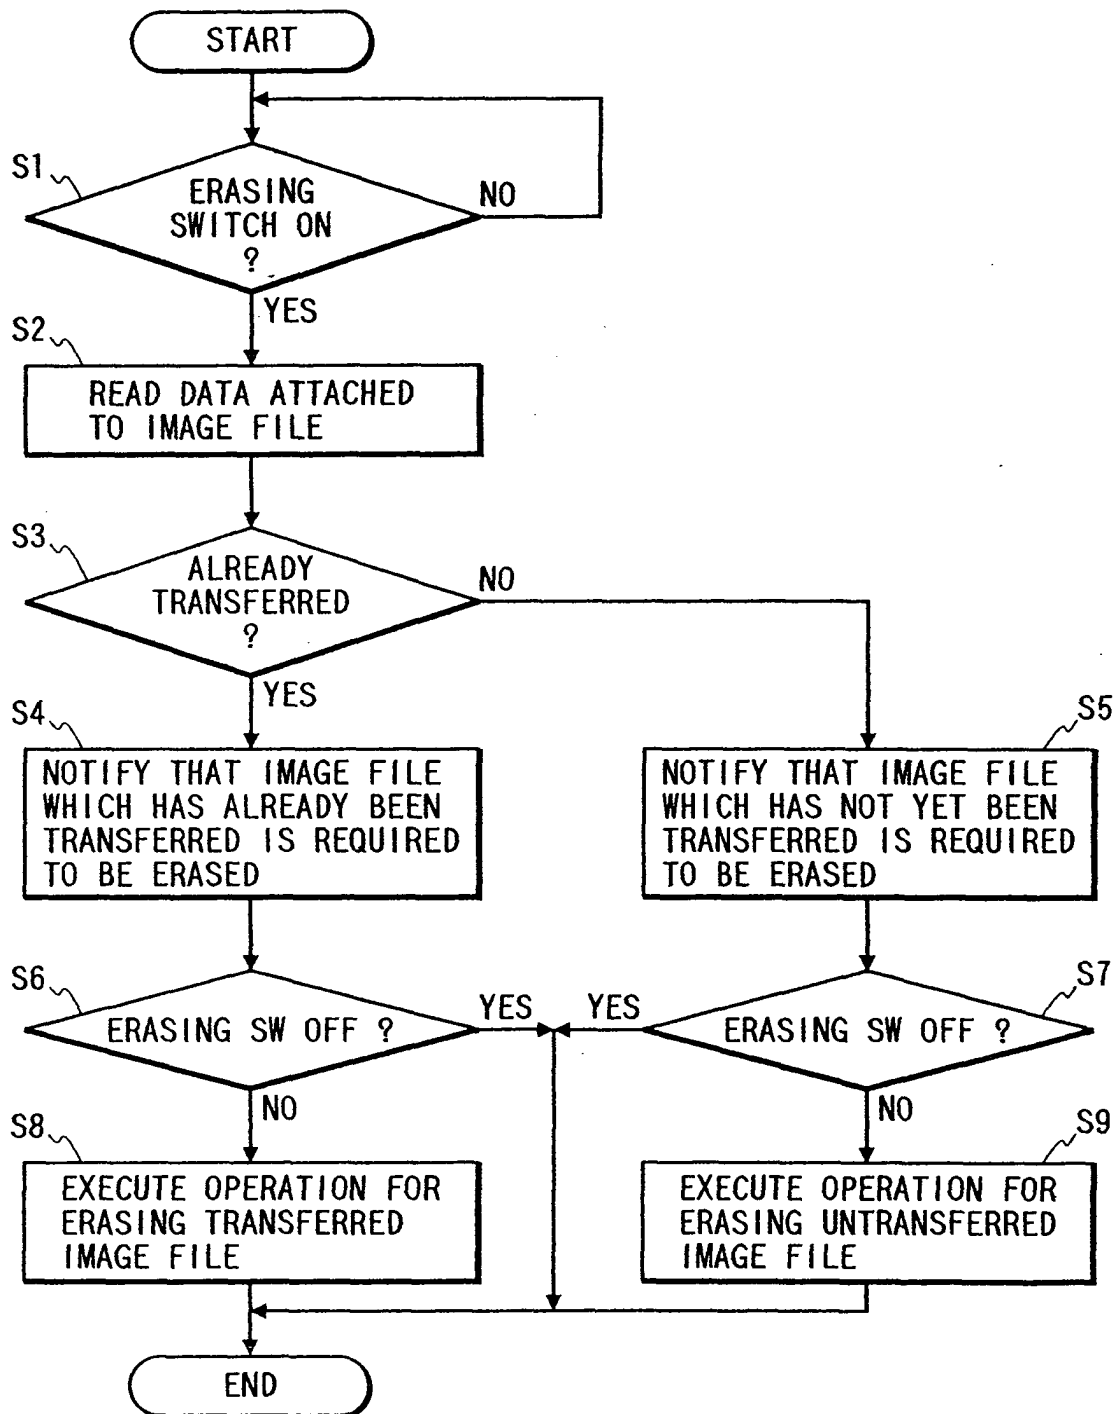 START
S1
ERASING
SWITCH ON
?
NO
YES
S2
READ DATA ATTACHED
TO IMAGE FILE
S3
ALREADY
TRANSFERRED
?
NO
YES
S4
NOTIFY THAT IMAGE FILE
WHICH HAS ALREADY BEEN
TRANSFERRED IS REQUIRED
TO BE ERASED
S5
NOTIFY THAT IMAGE FILE
WHICH HAS NOT YET BEEN
TRANSFERRED IS REQUIRED
TO BE ERASED
S6
ERASING SW OFF ?
YES
NO
S7
ERASING SW OFF ?
YES
NO
S8
EXECUTE OPERATION FOR
ERASING TRANSFERRED
IMAGE FILE
S9
EXECUTE OPERATION FOR
ERASING UNTRANSFERRED
IMAGE FILE
END